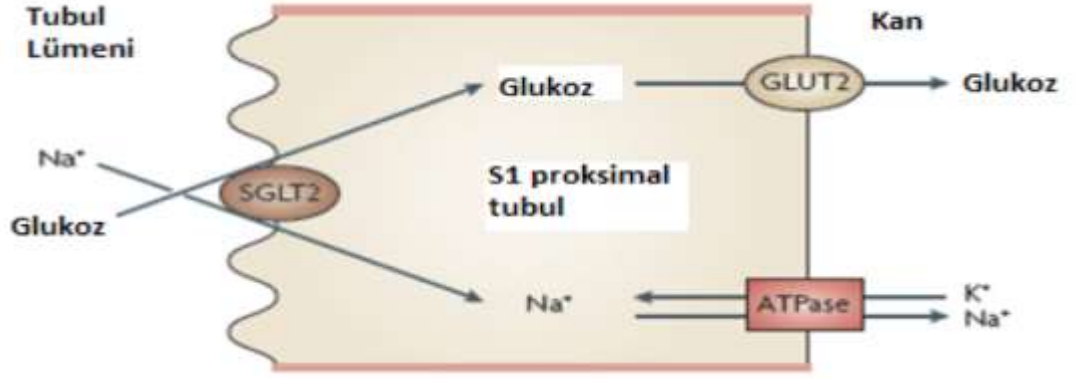 Tubul
Lümeni
Kan
Glukoz
GLUT2
Glukoz
Na⁺
SGLT2
S1 proksimal
tubul
Glukoz
Na⁺
ATPase
K⁺
Na⁺